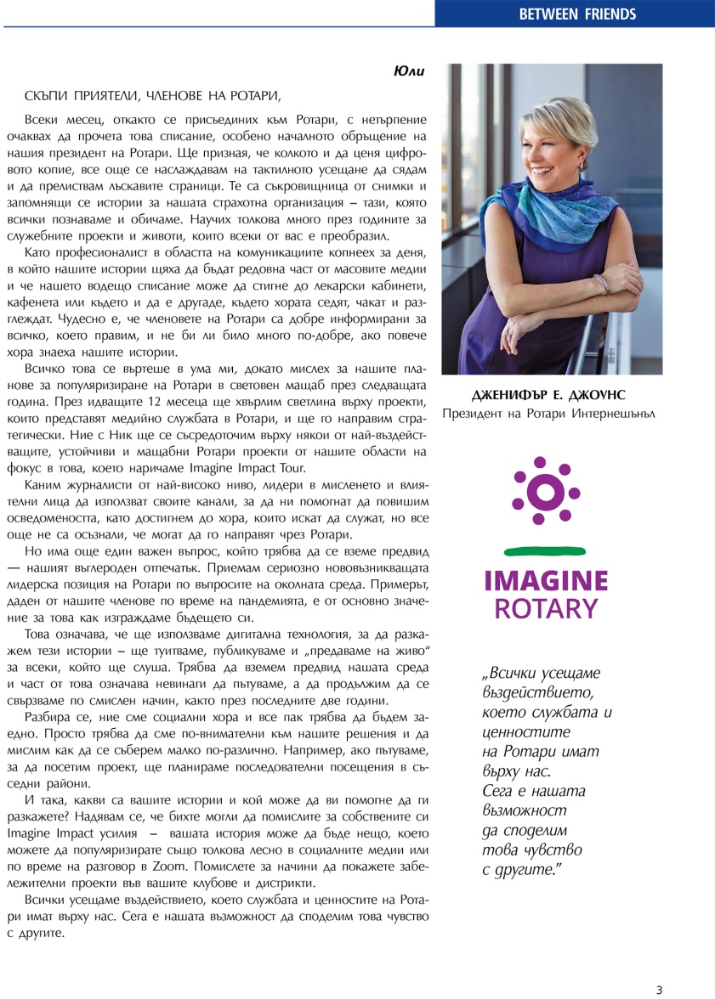 BETWEEN FRIENDS
Юли
СКЪПИ ПРИЯТЕЛИ, ЧЛЕНОВЕ НА РОТАРИ,
Всеки месец, откакто се присъединих към Ротари, с нетърпение
очаквах да прочета това списание, особено началното обръщение на
нашия президент на Ротари. Ще призная, че колкото и да ценя цифро-
вото копие, все още се наслаждавам на тактилното усещане да сядам
и да прелиствам лъскавите страници. Те са съкровищница от снимки и
запомнящи се истории за нашата страхотна организация – тази, която
всички познаваме и обичаме. Научих толкова много през годините за
служебните проекти и животи, които всеки от вас е преобразил.
Като професионалист в областта на комуникациите копнеех за деня,
в който нашите истории щяха да бъдат редовна част от масовите медии
и че нашето водещо списание може да стигне до лекарски кабинети,
кафенета или където и да е другаде, където хората седят, чакат и раз-
глеждат. Чудесно е, че членовете на Ротари са добре информирани за
всичко, което правим, и не би ли било много по-добре, ако повече
хора знаеха нашите истории.
Всичко това се въртеше в ума ми, докато мислех за нашите пла-
нове за популяризиране на Ротари в световен мащаб през следващата
година. През идващите 12 месеца ще хвърлим светлина върху проекти,
които представят медийно службата в Ротари, и ще го направим стра-
тегически. Ние с Ник ще се съсредоточим върху някои от най-въздейст-
ващите, устойчиви и мащабни Ротари проекти от нашите области на
фокус в това, което наричаме Imagine Impact Tour.
Каним журналисти от най-високо ниво, лидери в мисленето и влия-
телни лица да използват своите канали, за да ни помогнат да повишим
осведомеността, като достигнем до хора, които искат да служат, но все
още не са осъзнали, че могат да го направят чрез Ротари.
Но има още един важен въпрос, който трябва да се вземе предвид
— нашият въглероден отпечатък. Приемам сериозно нововъзникващата
лидерска позиция на Ротари по въпросите на околната среда. Примерът,
даден от нашите членове по време на пандемията, е от основно значе-
ние за това как изграждаме бъдещето си.
Това означава, че ще използваме дигитална технология, за да разка-
жем тези истории – ще туитваме, публикуваме и „предаваме на живо“
за всеки, който ще слуша. Трябва да вземем предвид нашата среда
и част от това означава невинаги да пътуваме, а да продължим да се
свързваме по смислен начин, както през последните две години.
Разбира се, ние сме социални хора и все пак трябва да бъдем за-
едно. Просто трябва да сме по-внимателни към нашите решения и да
мислим как да се съберем малко по-различно. Например, ако пътуваме,
за да посетим проект, ще планираме последователни посещения в съ-
седни райони.
И така, какви са вашите истории и кой може да ви помогне да ги
разкажете? Надявам се, че бихте могли да помислите за собствените си
Imagine Impact усилия – вашата история може да бъде нещо, което
можете да популяризирате също толкова лесно в социалните медии или
по време на разговор в Zoom. Помислете за начини да покажете забе-
лежителни проекти във вашите клубове и дистрикти.
Всички усещаме въздействието, което службата и ценностите на Рота-
ри имат върху нас. Сега е нашата възможност да споделим това чувство
с другите.
ДЖЕНИФЪР Е. ДЖОУНС
Президент на Ротари Интернешънъл
IMAGINE
ROTARY
„Всички усещаме
въздействието,
което службата и
ценностите
на Ротари имат
върху нас.
Сега е нашата
възможност
да споделим
това чувство
с другите.”
3